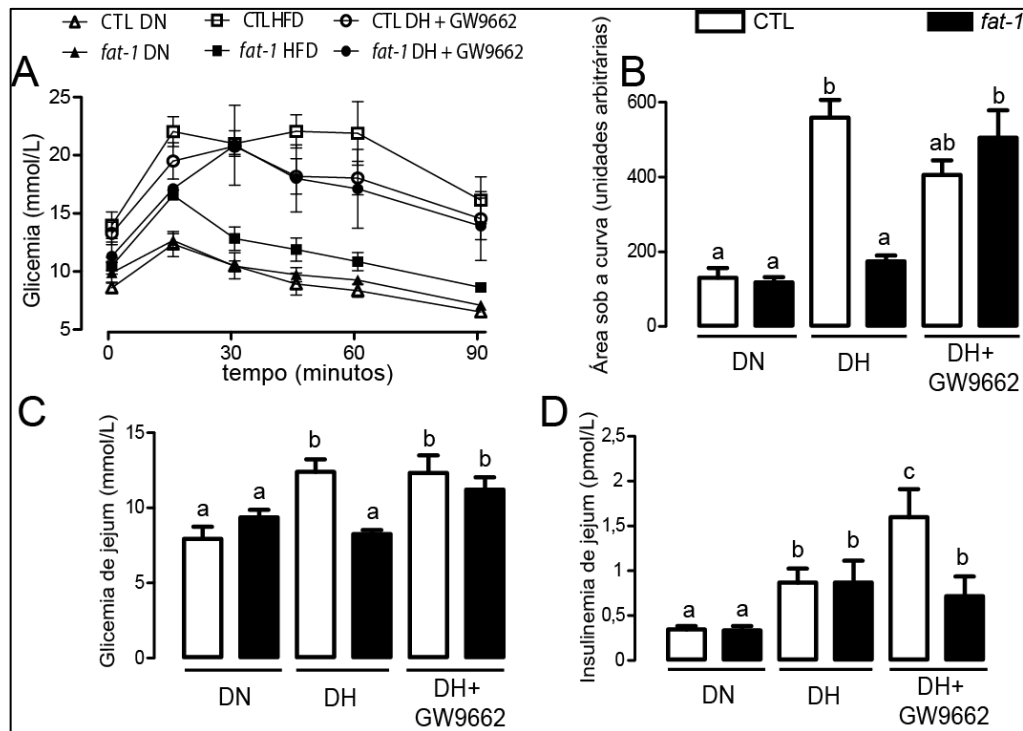 CTL DN CTL HFD CTL DH + GW9662
fat-1 DN fat-1 HFD fat-1 DH + GW9662
A
25
20
15
10
5
Glicemia (mmol/L)
0 30 60 90
tempo (minutos)
CTL fat-1
B
Área sob a curva (unidades arbitrárias)
600
400
200
0
a a b a ab b
DN DH DH+
GW9662
C
Glicemia de jejum (mmol/L)
15
10
5
0
a a b a b b
DN DH DH+
GW9662
D
Insulinemia de jejum (pmol/L)
2,5
2
1,5
1
0,5
0
a a b b c b
DN DH DH+
GW9662